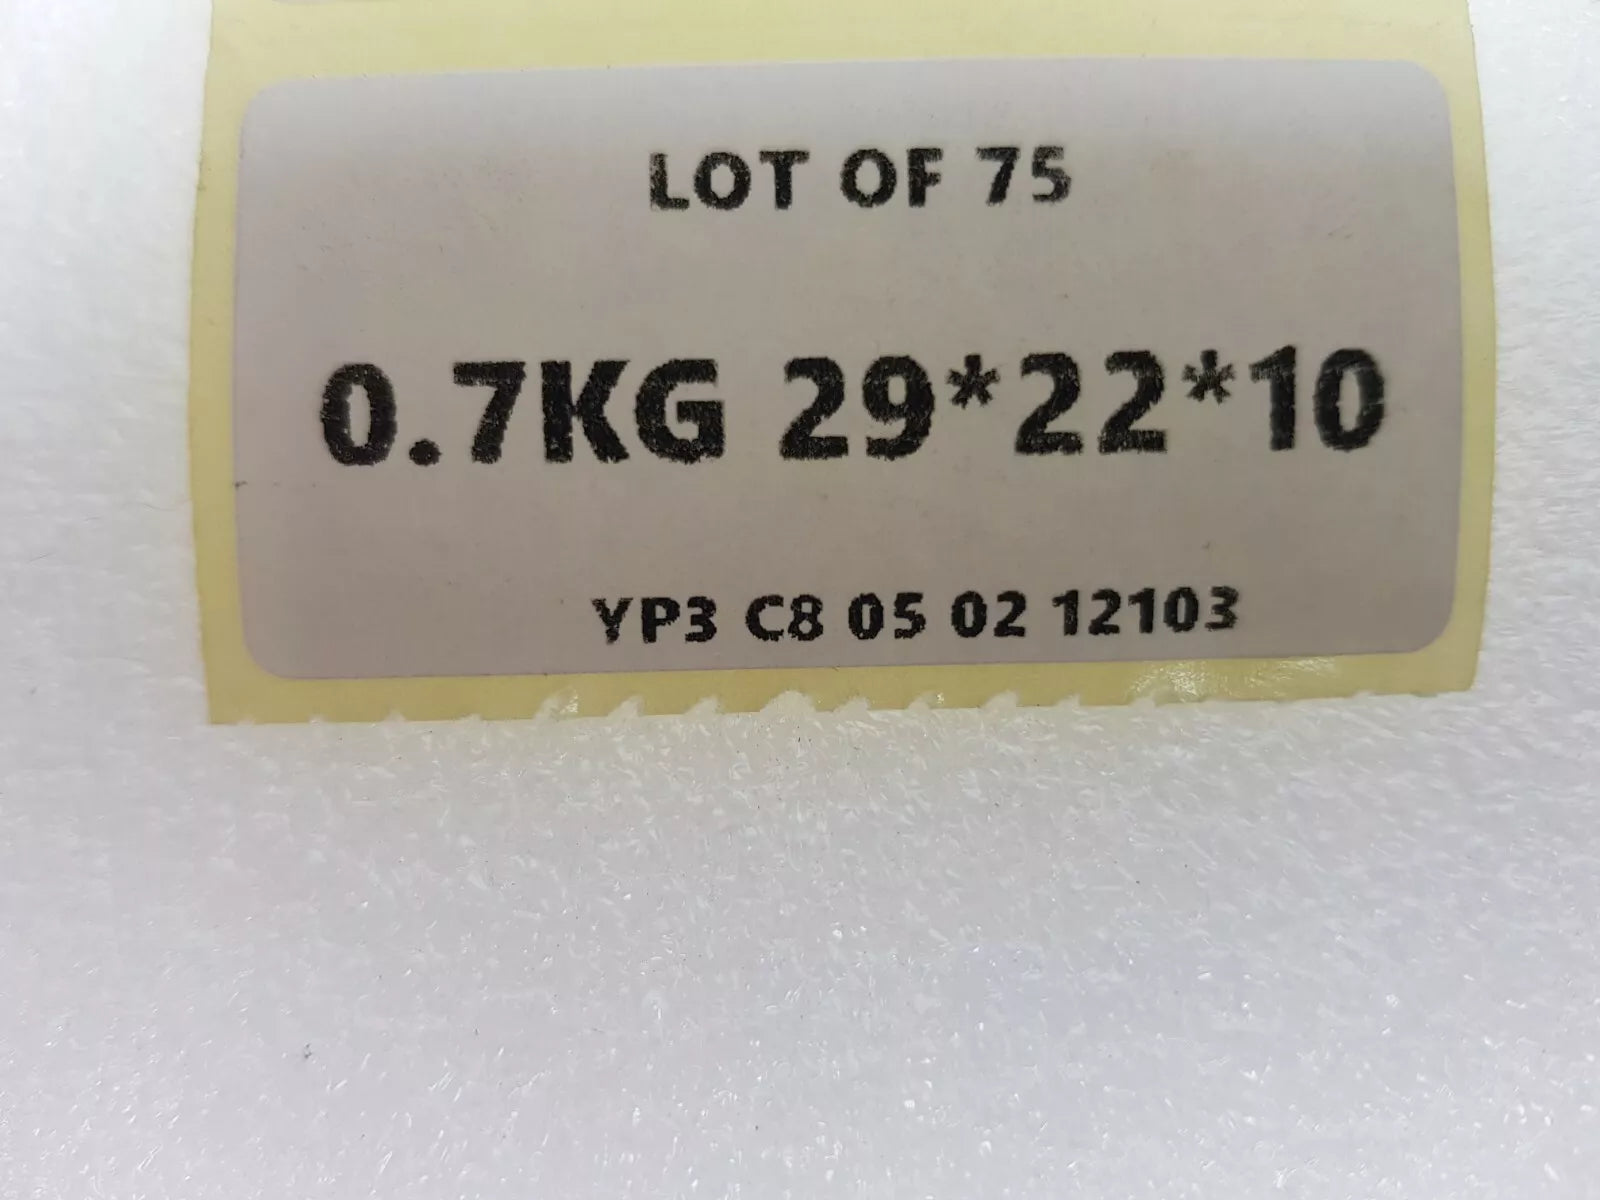 LOT OF 75
0.7KG 29*22*10
YP3 C8 05 02 12103